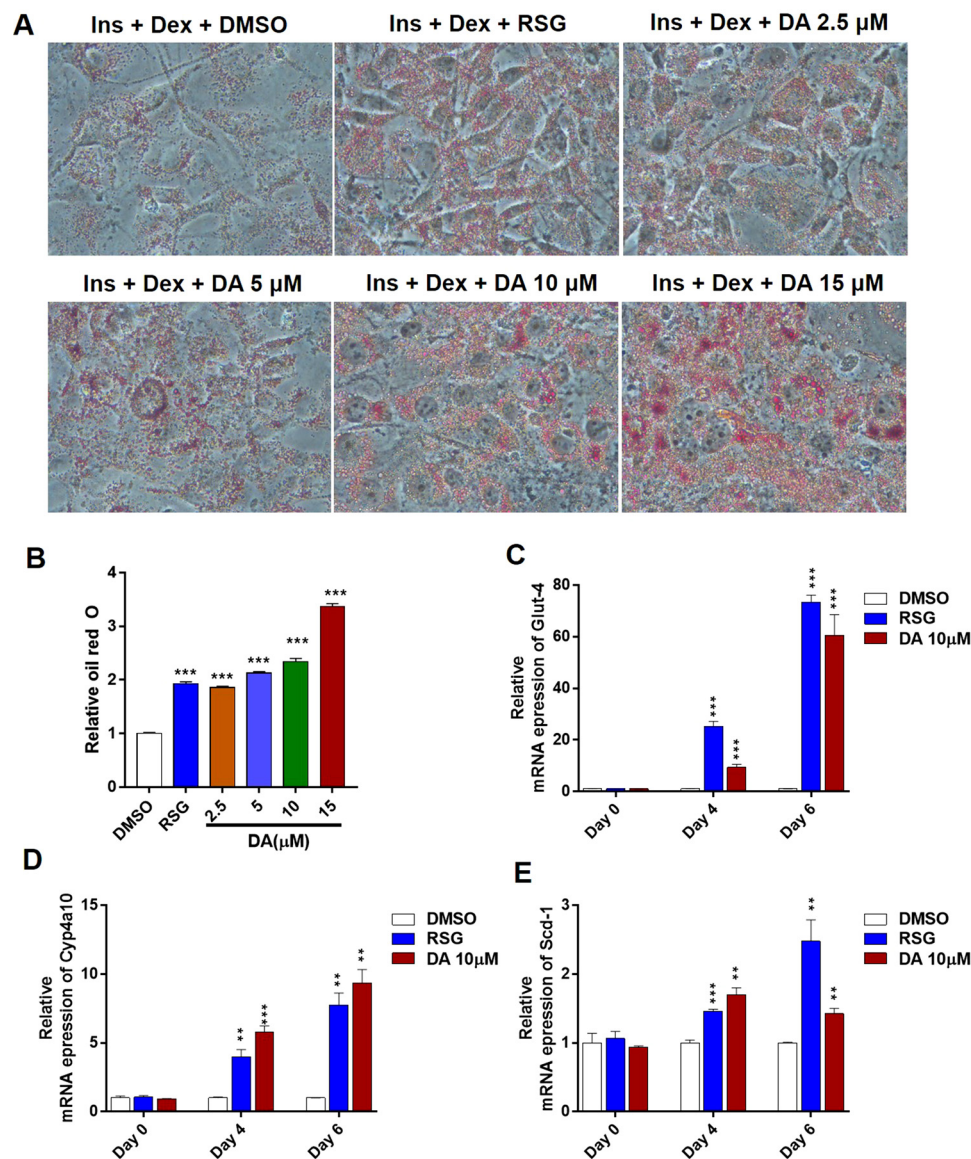 A
Ins + Dex + DMSO
Ins + Dex + RSG
Ins + Dex + DA 2.5 µM
Ins + Dex + DA 5 µM
Ins + Dex + DA 10 µM
Ins + Dex + DA 15 µM
B
Relative oil red O
4
3
2
1
0
***
***
***
***
***
DMSO
RSG
2.5
5
10
15
DA(µM)
C
Relative
mRNA epression of Glut-4
80
60
40
20
0
***
***
***
***
DMSO
RSG
DA 10µM
Day 0
Day 4
Day 6
D
Relative
mRNA epression of Cyp4a10
15
10
5
0
**
***
**
**
DMSO
RSG
DA 10µM
Day 0
Day 4
Day 6
E
Relative
mRNA epression of Scd-1
3
2
1
0
***
**
**
**
DMSO
RSG
DA 10µM
Day 0
Day 4
Day 6